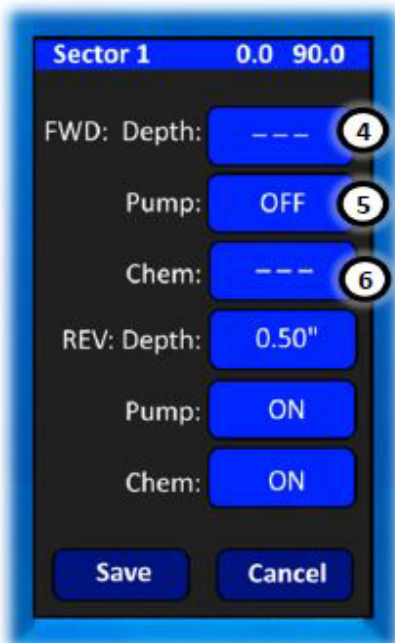 Sector 1 0.0 90.0
FWD: Depth: --- 4
Pump: OFF 5
Chem: --- 6
REV: Depth: 0.50"
Pump: ON
Chem: ON
Save Cancel